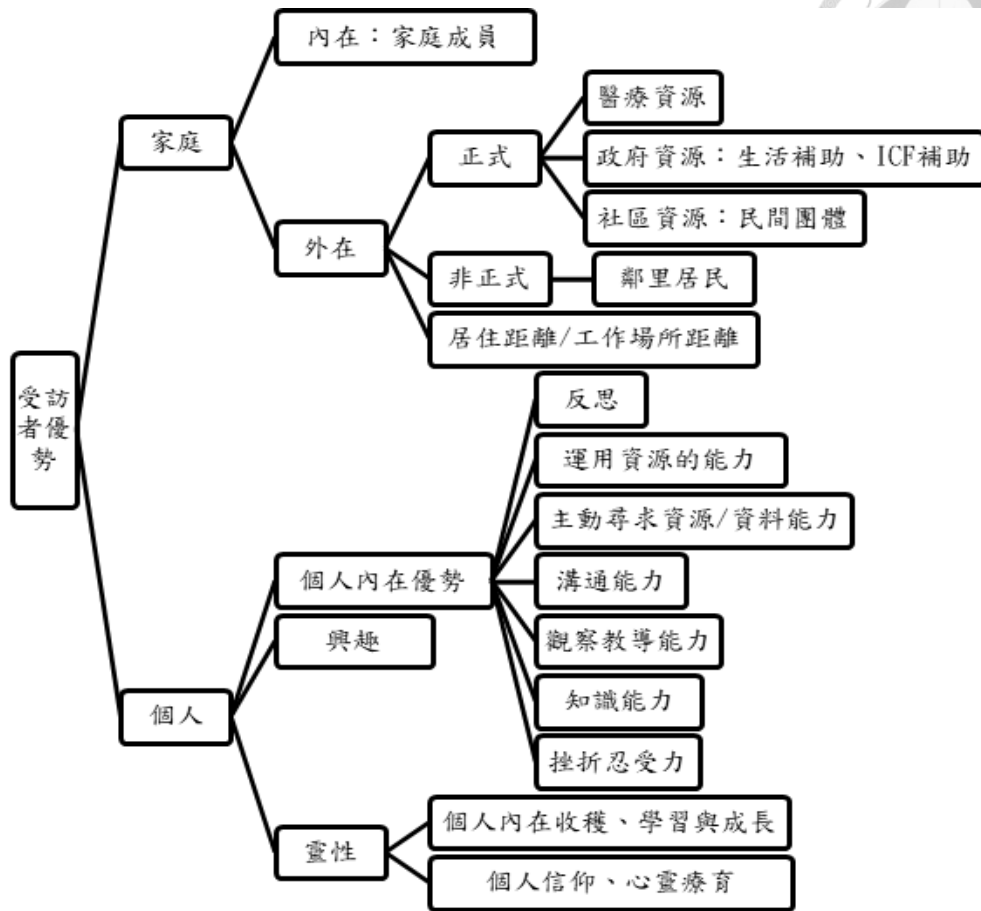 內在：家庭成員
醫療資源
家庭
正式
政府資源：生活補助、ICF補助
社區資源：民間團體
外在
非正式
鄰里居民
居住距離/工作場所距離
受訪
者優
勢
反思
運用資源的能力
主動尋求資源/資料能力
個人內在優勢
溝通能力
興趣
觀察教導能力
個人
知識能力
挫折忍受力
靈性
個人內在收穫、學習與成長
個人信仰、心靈療育